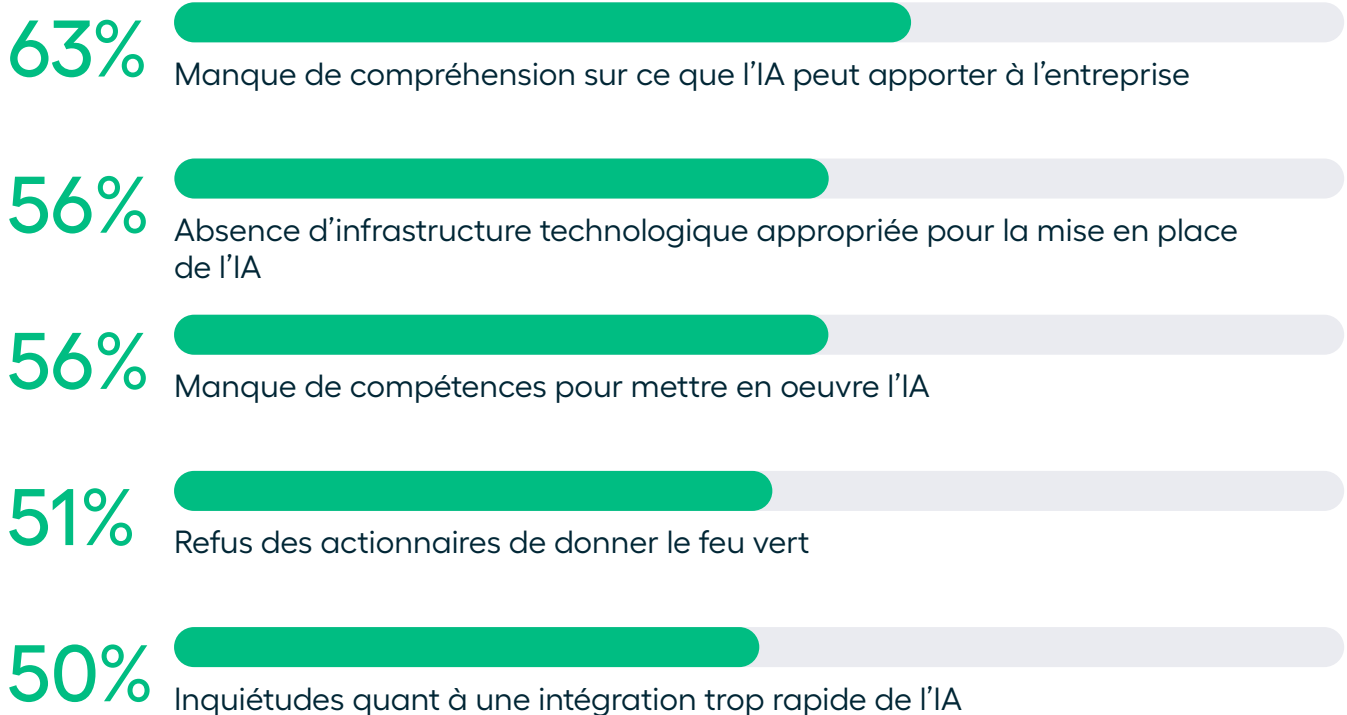 63%
Manque de compréhension sur ce que l’IA peut apporter à l’entreprise
56%
Absence d’infrastructure technologique appropriée pour la mise en place
de l’IA
56%
Manque de compétences pour mettre en oeuvre l’IA
51%
Refus des actionnaires de donner le feu vert
50%
Inquiétudes quant à une intégration trop rapide de l’IA